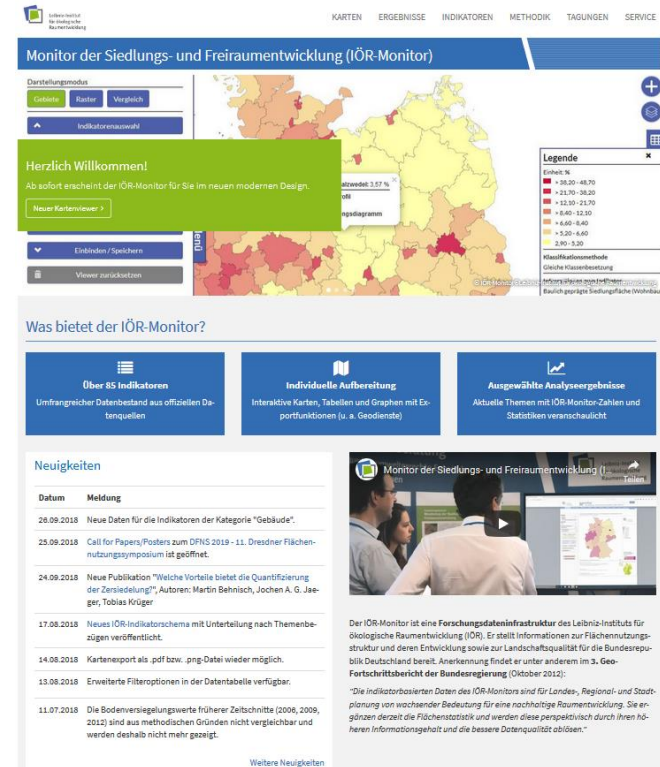 Leibniz-Institut
für ökologische
Raumentwicklung
KARTEN ERGEBNISSE INDIKATOREN METHODIK TAGUNGEN SERVICE
Monitor der Siedlungs- und Freiraumentwicklung (IÖR-Monitor)
Darstellungsmodus
Gebiete Raster Vergleich
Indikatorenauswahl
Herzlich Willkommen!
Ab sofort erscheint der IÖR-Monitor für Sie im neuen modernen Design.
Neuer Kartenviewer >
Einbinden / Speichern
Viewer zurücksetzen
Menü
alzwedel: 3,57 %
ofil
ngsdiagramm
Legende
Einheit: %
> 38,20 - 48,70
> 21,70 - 38,20
> 12,10 - 21,70
> 8,40 - 12,10
> 6,60 - 8,40
> 5,20 - 6,60
2,90 - 5,20
Klassifikationsmethode
Gleiche Klassenbesetzung
Baulich geprägte Siedlungsfläche (Wohnbau
Was bietet der IÖR-Monitor?
Über 85 Indikatoren
Umfrangreicher Datenbestand aus offiziellen Da-
tenquellen
Individuelle Aufbereitung
Interaktive Karten, Tabellen und Graphen mit Ex-
portfunktionen (u. a. Geodienste)
Ausgewählte Analyseergebnisse
Aktuelle Themen mit IÖR-Monitor-Zahlen und
Statistiken veranschaulicht
Neuigkeiten
Datum Meldung
26.09.2018 Neue Daten für die Indikatoren der Kategorie "Gebäude".
25.09.2018 Call for Papers/Posters zum DFNS 2019 - 11. Dresdner Flächen-
nutzungssymposium ist geöffnet.
24.09.2018 Neue Publikation "Welche Vorteile bietet die Quantifizierung
der Zersiedelung?", Autoren: Martin Behnisch, Jochen A. G. Jae-
ger, Tobias Krüger
17.08.2018 Neues IÖR-Indikatorschema mit Unterteilung nach Themenbe-
zügen veröffentlicht.
14.08.2018 Kartenexport als .pdf bzw. .png-Datei wieder möglich.
13.08.2018 Erweiterte Filteroptionen in der Datentabelle verfügbar.
11.07.2018 Die Bodenversiegelungswerte früherer Zeitschnitte (2006, 2009,
2012) sind aus methodischen Gründen nicht vergleichbar und
werden deshalb nicht mehr gezeigt.
Weitere Neuigkeiten
Monitor der Siedlungs- und Freiraumentwicklung (I...
Teilen
Der IÖR-Monitor ist eine Forschungsdateninfrastruktur des Leibniz-Instituts für
ökologische Raumentwicklung (IÖR). Er stellt Informationen zur Flächennutzungs-
struktur und deren Entwicklung sowie zur Landschaftsqualität für die Bundesrepu-
blik Deutschland bereit. Anerkennung findet er unter anderem im 3. Geo-
Fortschrittsbericht der Bundesregierung (Oktober 2012):
"Die indikatorbasierten Daten des IÖR-Monitors sind für Landes-, Regional- und Stadt-
planung von wachsender Bedeutung für eine nachhaltige Raumentwicklung. Sie er-
gänzen derzeit die Flächenstatistik und werden diese perspektivisch durch ihren hö-
heren Informationsgehalt und die bessere Datenqualität ablösen."